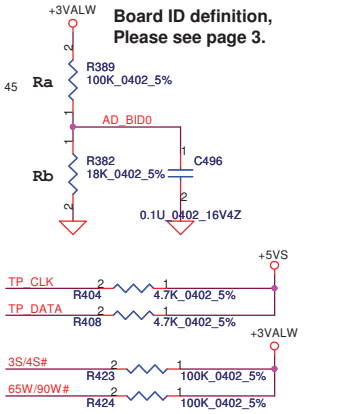 +3VALW
Board ID definition,
Please see page 3.
2
R389
45 Ra 100K_0402_5%
1
AD_BID0
1 1
R382 C496
Rb 18K_0402_5%
2 2
0.1U_0402_16V4Z
+5VS
TP_CLK 2 1
R404 4.7K_0402_5%
TP_DATA 2 1
R408 4.7K_0402_5%
+3VALW
3S/4S# 2 1
R423 100K_0402_5%
65W/90W# 2 1
R424 100K_0402_5%